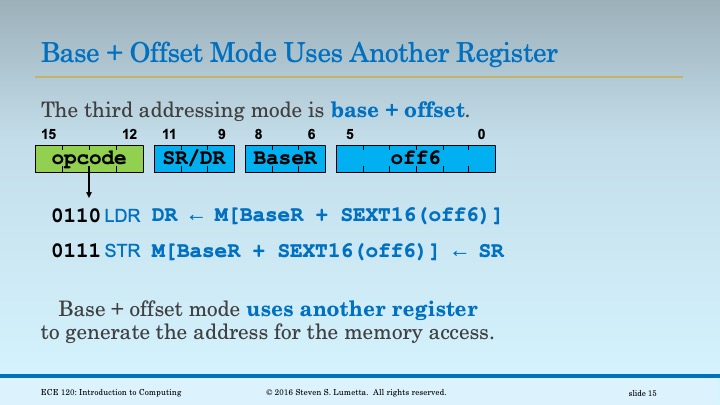 Base + Offset Mode Uses Another Register
The third addressing mode is base + offset.
15 12 11 9 8 6 5 0
opcode SR/DR BaseR off6
0110 LDR DR ← M[BaseR + SEXT16(off6)]
0111 STR M[BaseR + SEXT16(off6)] ← SR
Base + offset mode uses another register
to generate the address for the memory access.
ECE 120: Introduction to Computing © 2016 Steven S. Lumetta. All rights reserved. slide 15